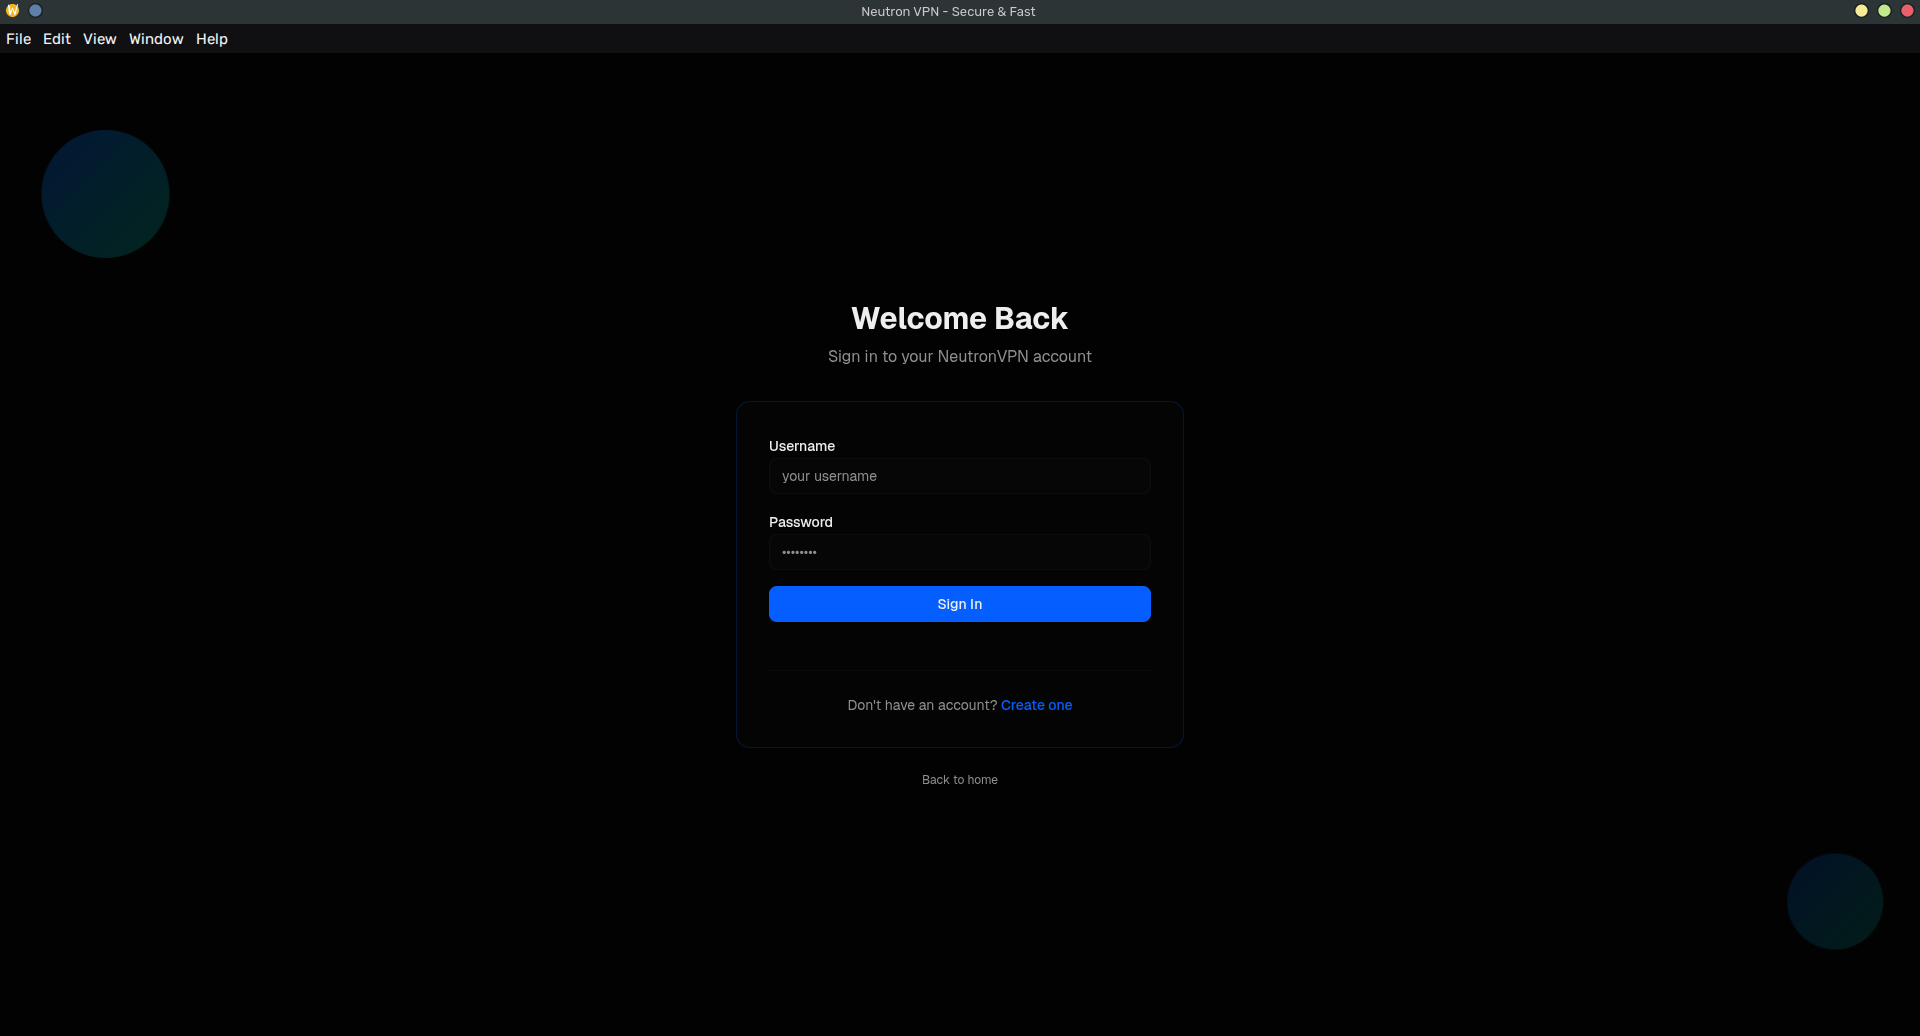 Neutron VPN - Secure & Fast
File Edit View Window Help
Welcome Back
Sign in to your NeutronVPN account
Username
your username
Password
••••••••
Sign In
Don't have an account? Create one
Back to home